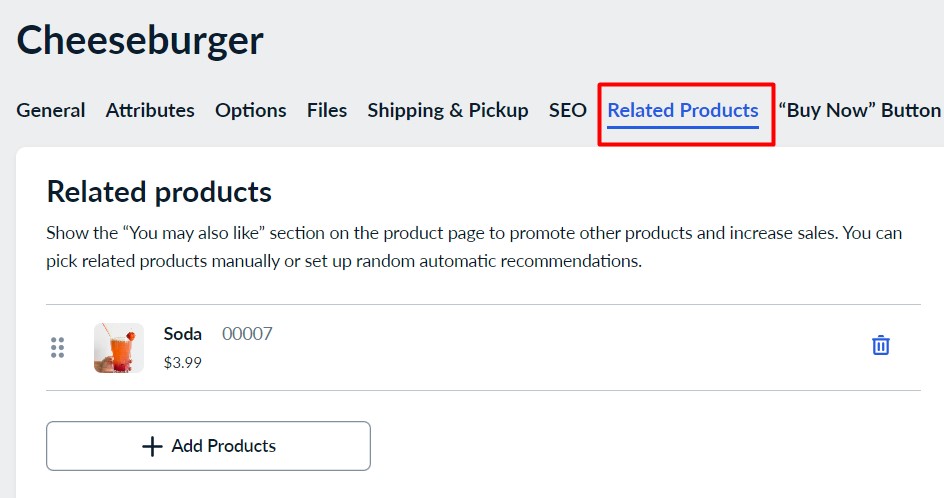 Cheeseburger
General Attributes Options Files Shipping & Pickup SEO Related Products “Buy Now” Button
Related products
Show the “You may also like” section on the product page to promote other products and increase sales. You can
pick related products manually or set up random automatic recommendations.
Soda 00007
$3.99
Add Products